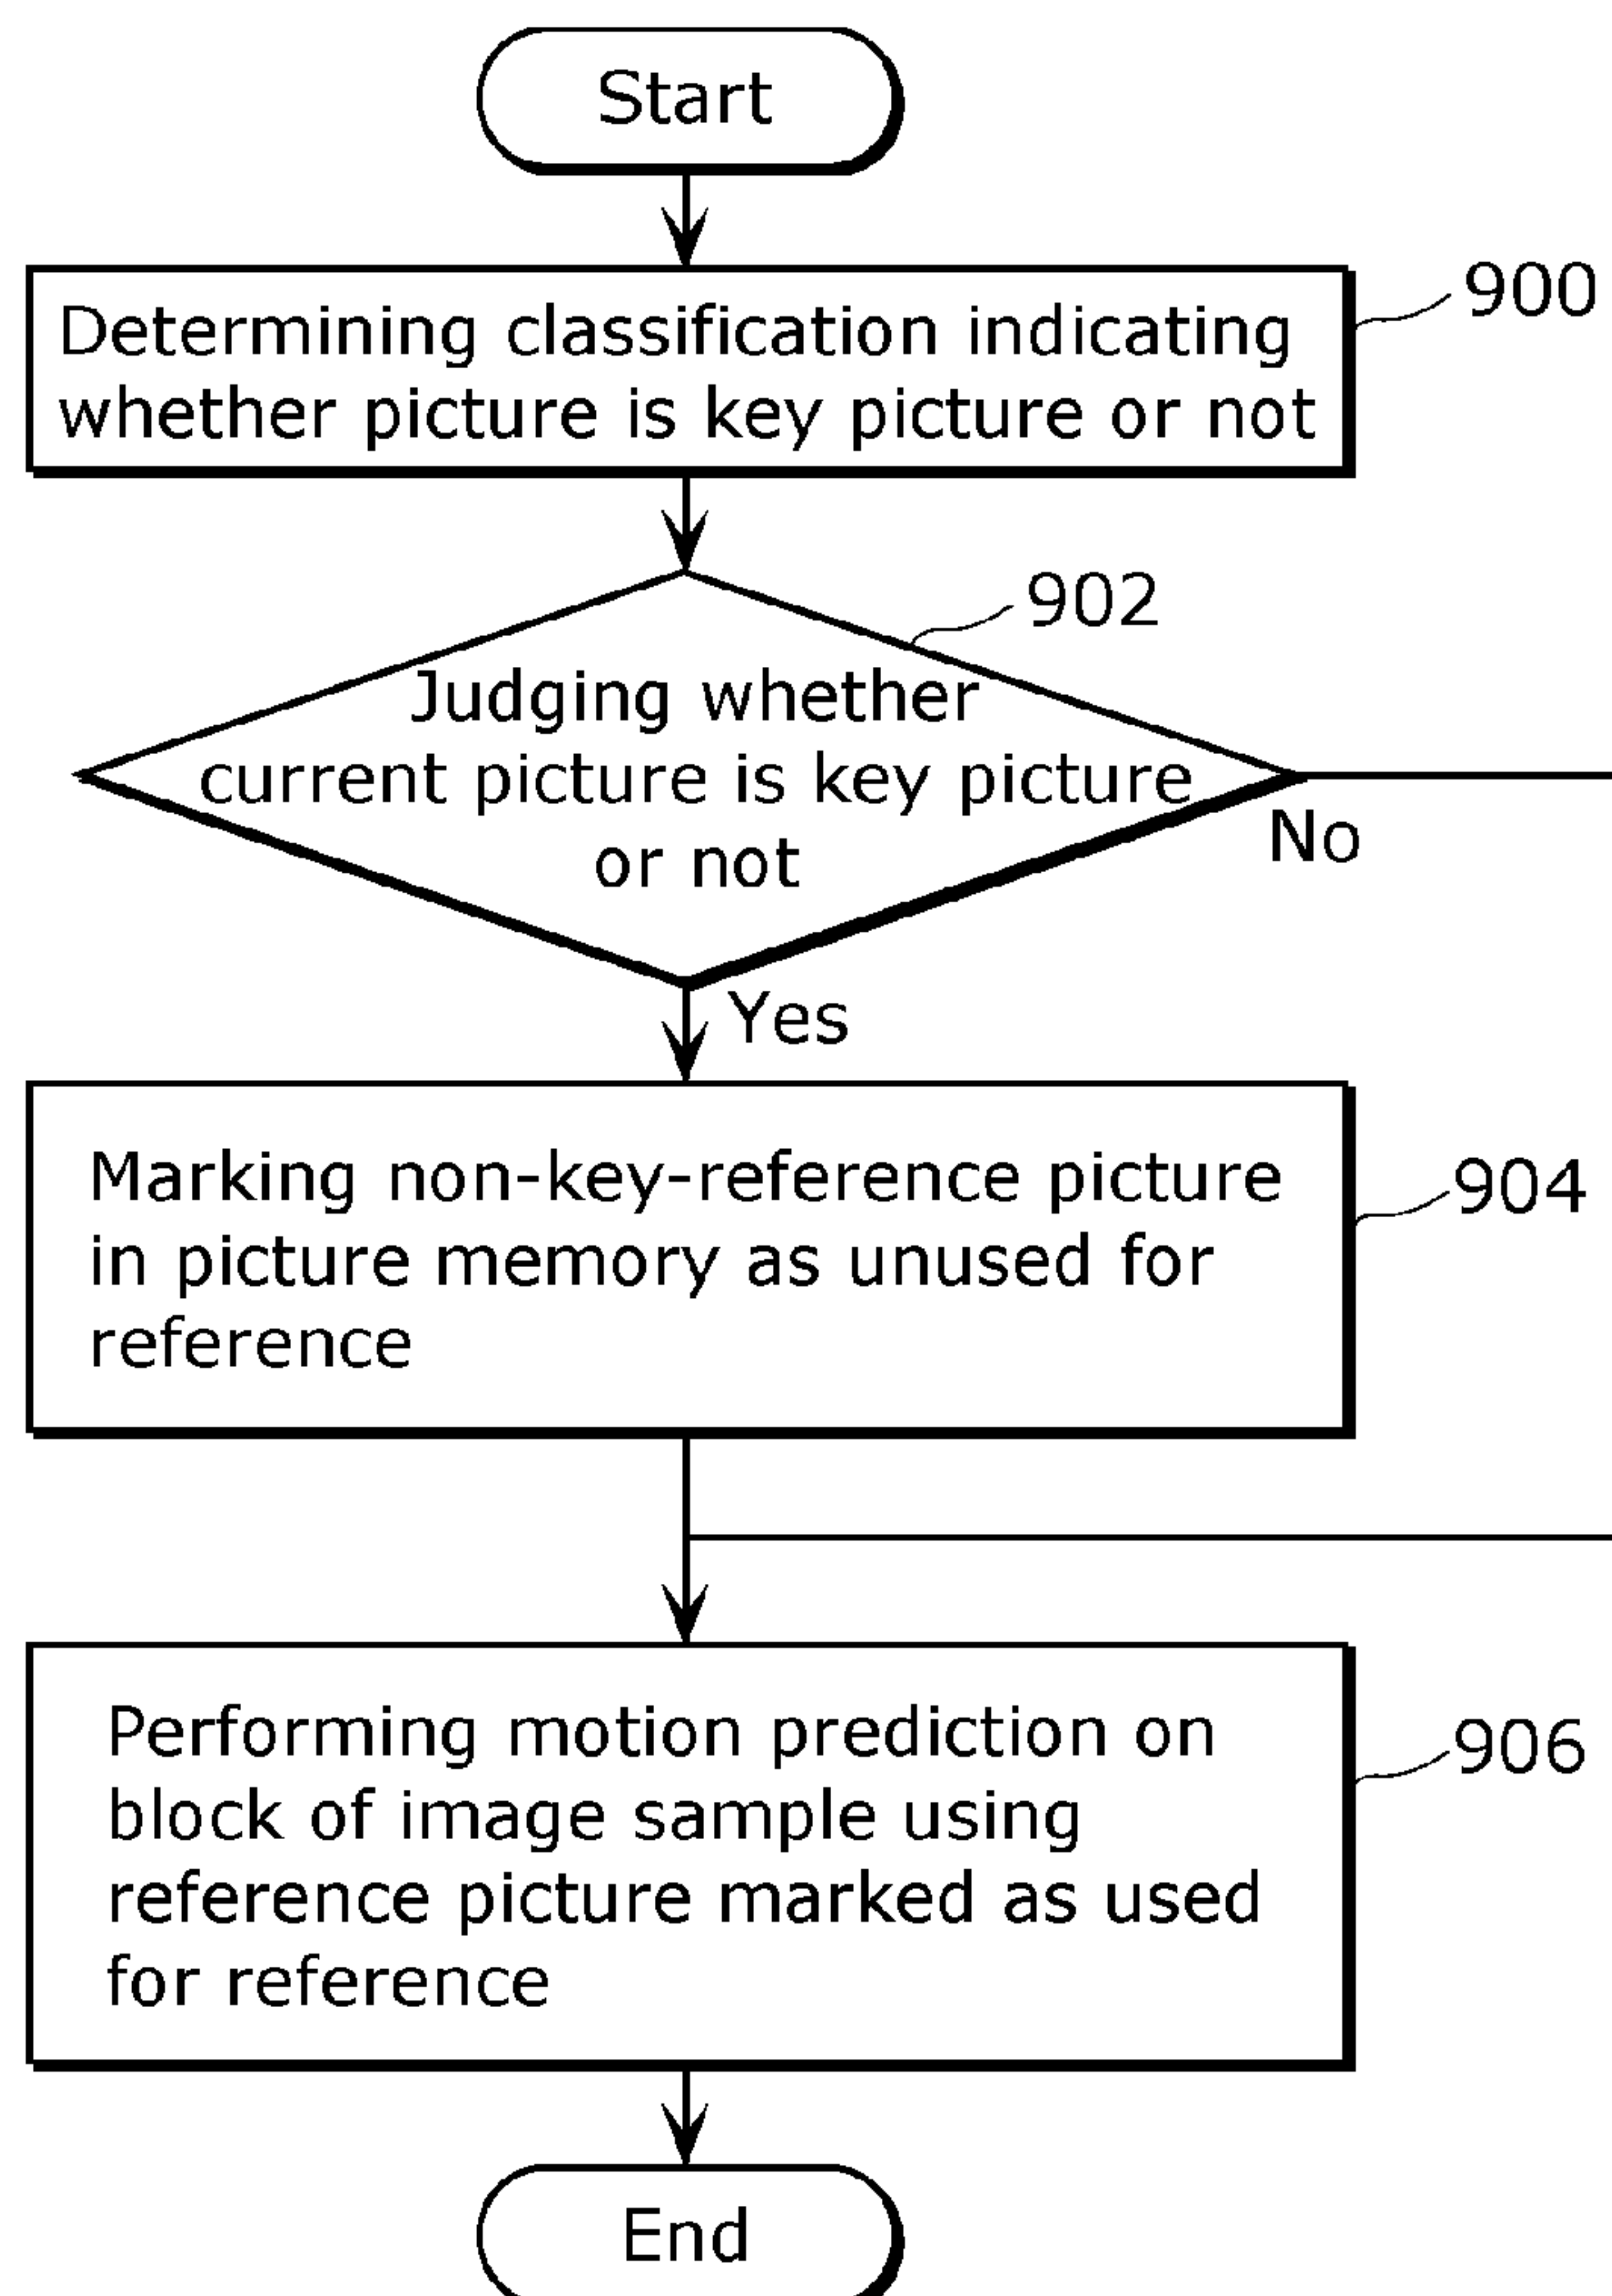 Start
Determining classification indicating
whether picture is key picture or not
900
902
Judging whether
current picture is key picture
or not
No
Yes
Marking non-key-reference picture
in picture memory as unused for
reference
904
Performing motion prediction on
block of image sample using
reference picture marked as used
for reference
906
End